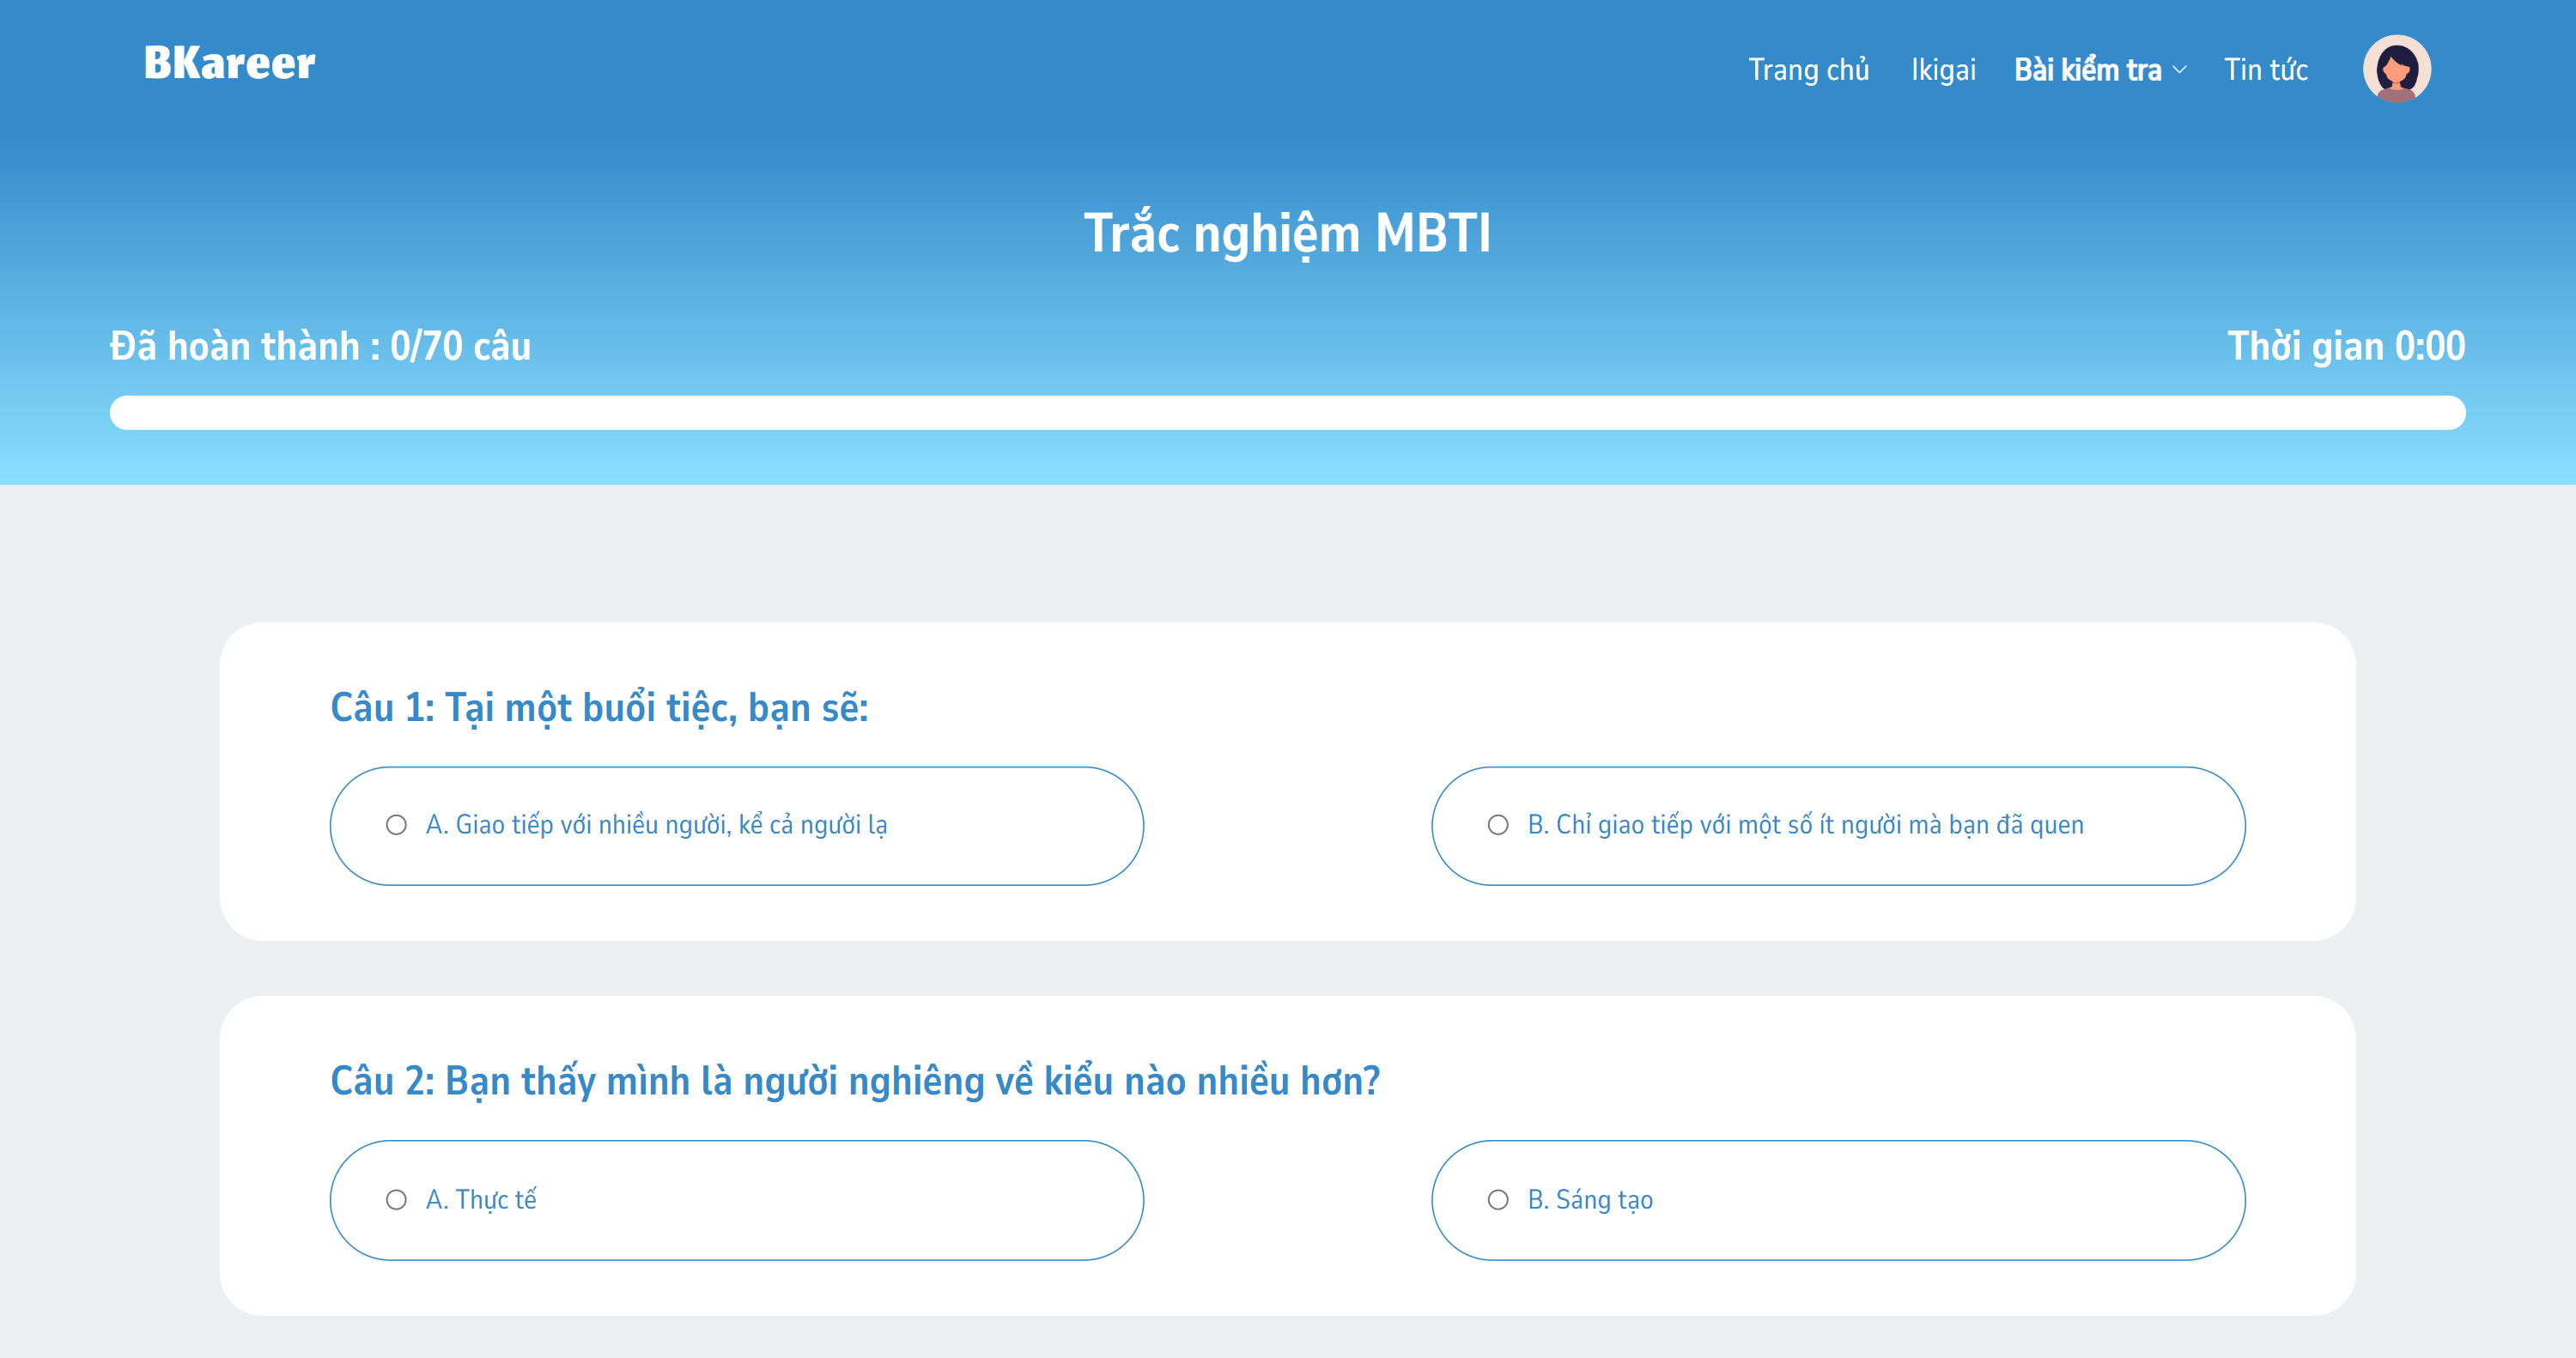 BKareer
Trang chủ Ikigai Bài kiểm tra Tin tức
Trắc nghiệm MBTI
Đã hoàn thành : 0/70 câu
Thời gian 0:00
Câu 1: Tại một buổi tiệc, bạn sẽ:
A. Giao tiếp với nhiều người, kể cả người lạ
B. Chỉ giao tiếp với một số ít người mà bạn đã quen
Câu 2: Bạn thấy mình là người nghiêng về kiểu nào nhiều hơn?
A. Thực tế
B. Sáng tạo